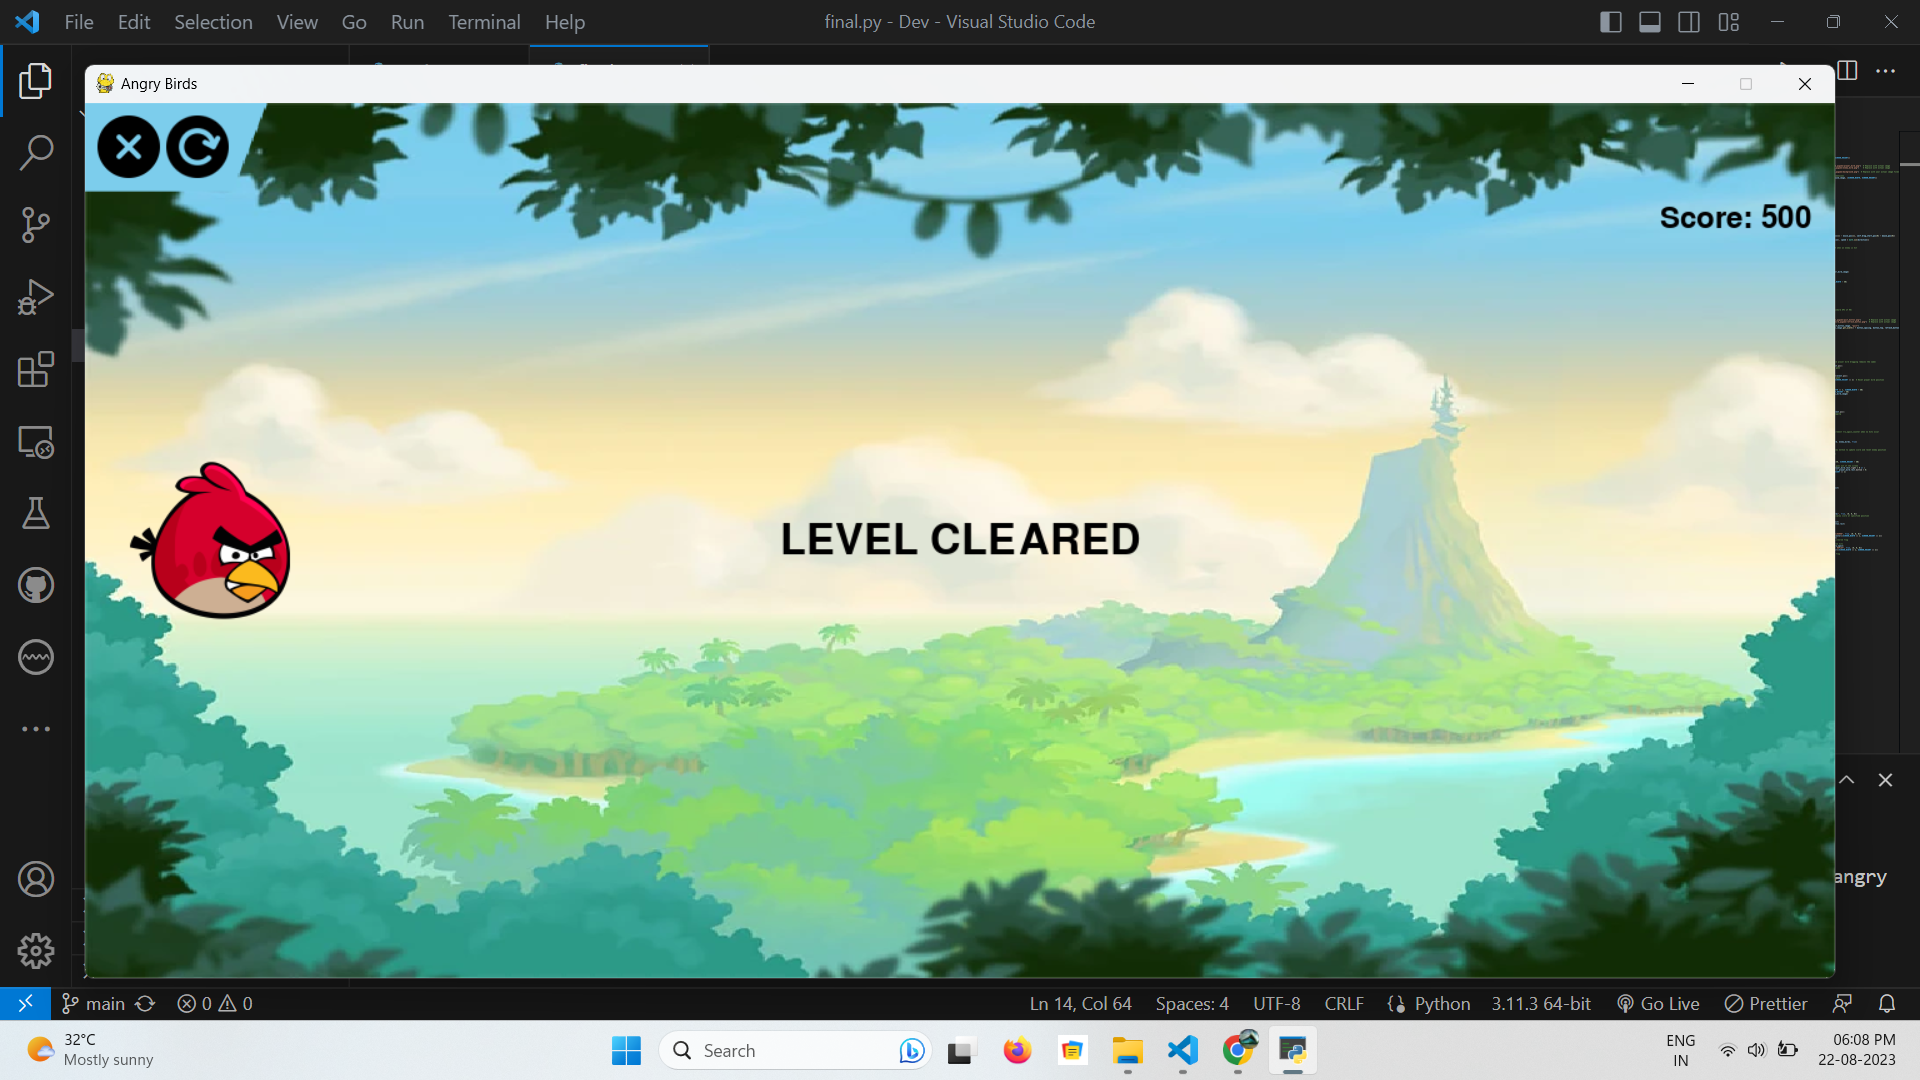 File Edit Selection View Go Run Terminal Help
final.py - Dev - Visual Studio Code
Angry Birds
Score: 500
LEVEL CLEARED
angry
main 0 0
Ln 14, Col 64 Spaces: 4 UTF-8 CRLF Python 3.11.3 64-bit Go Live Prettier
32°C
Mostly sunny
Search
ENG
IN
06:08 PM
22-08-2023